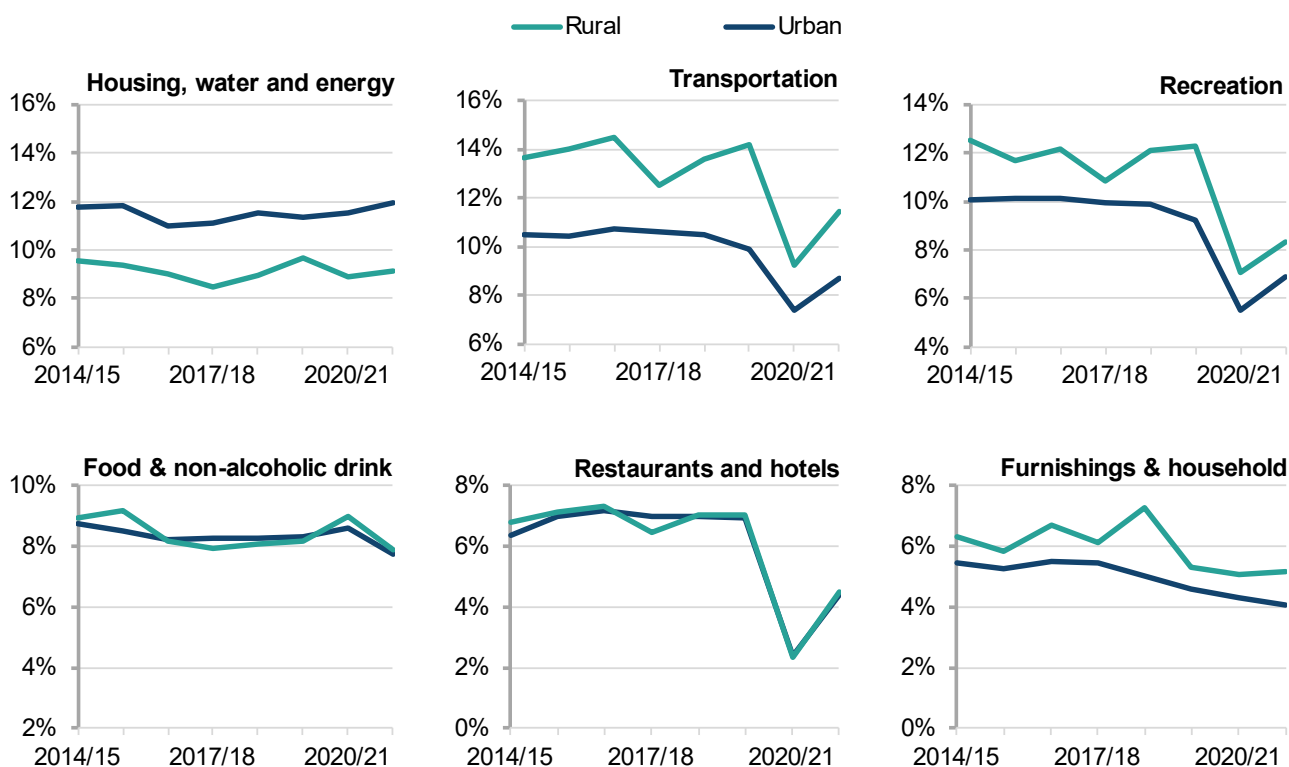 Rural Urban
Housing, water and energy
16%
14%
12%
10%
8%
6%
2014/15 2017/18 2020/21
Transportation
16%
14%
12%
10%
8%
6%
2014/15 2017/18 2020/21
Recreation
14%
12%
10%
8%
6%
4%
2014/15 2017/18 2020/21
Food & non-alcoholic drink
10%
8%
6%
4%
2%
2014/15 2017/18 2020/21
Restaurants and hotels
8%
6%
4%
2%
0%
2014/15 2017/18 2020/21
Furnishings & household
8%
6%
4%
2%
0%
2014/15 2017/18 2020/21